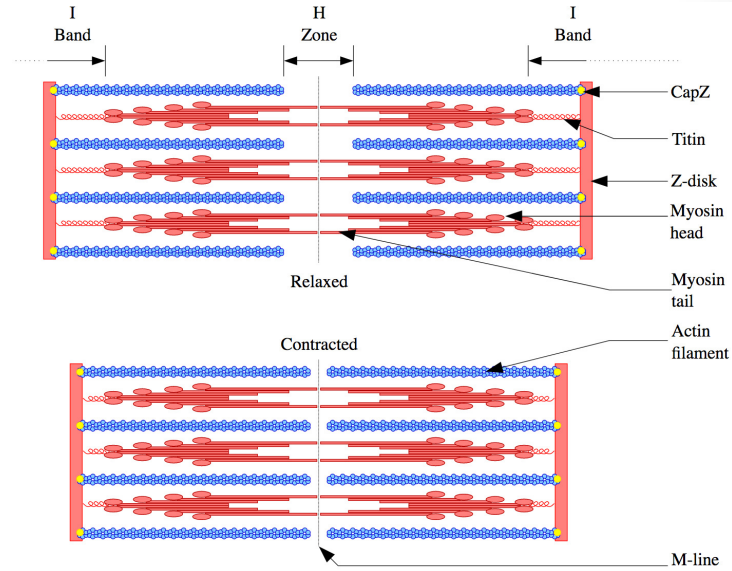 I
Band
H
Zone
I
Band
CapZ
Titin
Z-disk
Myosin
head
Relaxed
Myosin
tail
Contracted
Actin
filament
M-line